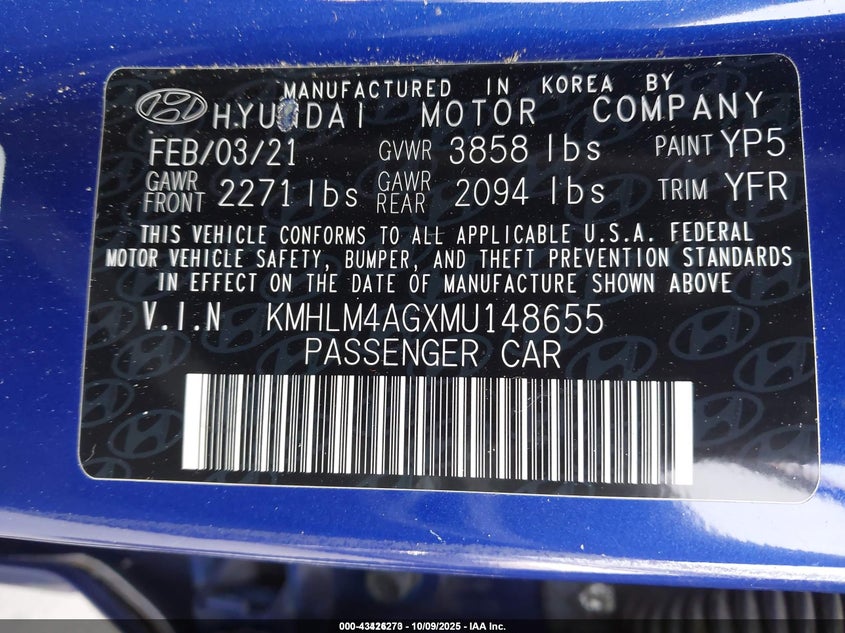 MANUFACTURED IN KOREA BY
HYUNDAI MOTOR COMPANY
FEB/03/21 GVWR 3858 lbs PAINT YP5
GAWR FRONT 2271 lbs GAWR REAR 2094 lbs TRIM YFR
THIS VEHICLE CONFORMS TO ALL APPLICABLE U.S.A. FEDERAL
MOTOR VEHICLE SAFETY, BUMPER, AND THEFT PREVENTION STANDARDS
IN EFFECT ON THE DATE OF MANUFACTURE SHOWN ABOVE
V.I.N KMHLM4AGXMU148655
PASSENGER CAR
10/09/2025 - IAA Inc.